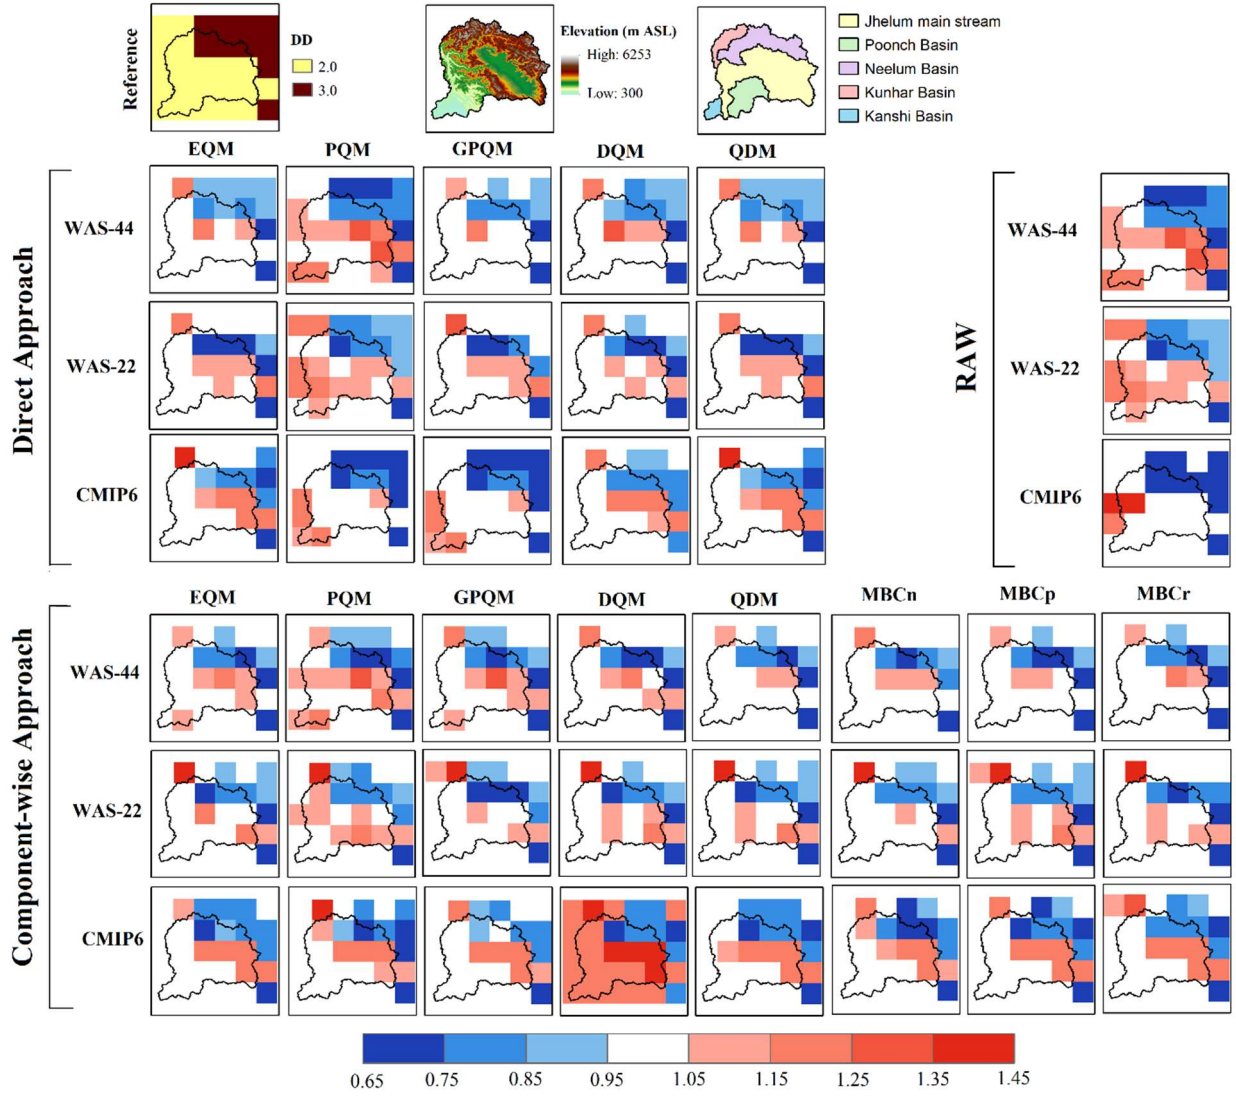 Reference
DD
2.0
3.0
Elevation (m ASL)
High: 6253
Low: 300
Jhelum main stream
Poonch Basin
Neelum Basin
Kunhar Basin
Kanshi Basin
Direct Approach
EQM PQM GPQM DQM QDM
WAS-44
WAS-22
CMIP6
RAW
WAS-44
WAS-22
CMIP6
Component-wise Approach
EQM PQM GPQM DQM QDM MBCn MBCp MBCr
WAS-44
WAS-22
CMIP6
0.65 0.75 0.85 0.95 1.05 1.15 1.25 1.35 1.45